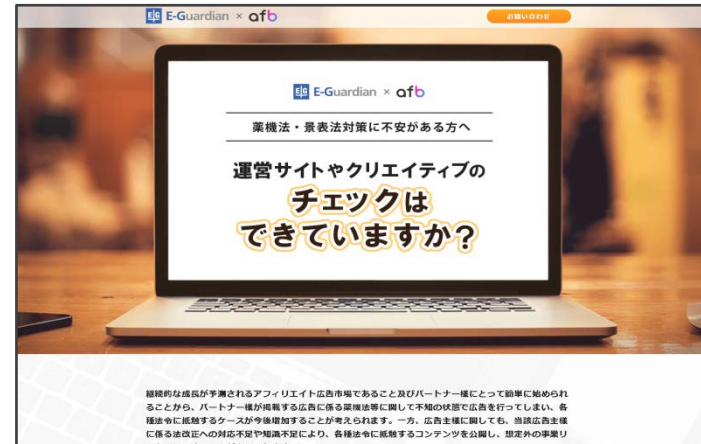 EG E-Guardian × afb
お問い合わせ
EG E-Guardian × afb
薬機法・景表法対策に不安がある方へ
運営サイトやクリエイティブの
チェックは
できていますか？
継続的な成長が予測されるアフィリエイト広告市場であること及びパートナー様にとって簡単に始められ
ることから、パートナー様が掲載する広告に係る薬機法等に関して不知の状態で広告を行ってしまい、各
種法令に抵触するケースが今後増加することが考えられます。一方、広告主様に関しても、当該広告主様
に係る法改正への対応不足や知識不足により、各種法令に抵触するコンテンツを公開し、想定外の事業リ